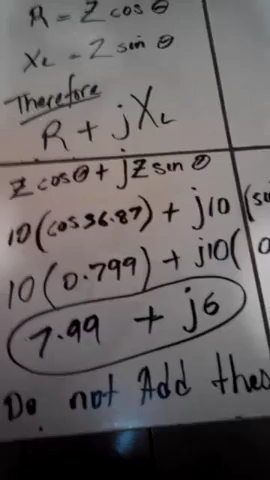 R = Z cos θ
XL = Z sin θ
Therefore
R + jXL
Z cos θ + jZ sin θ
10(cos 36.87) + j10
10(0.799) + j10(
7.99 + j6
Do not Add